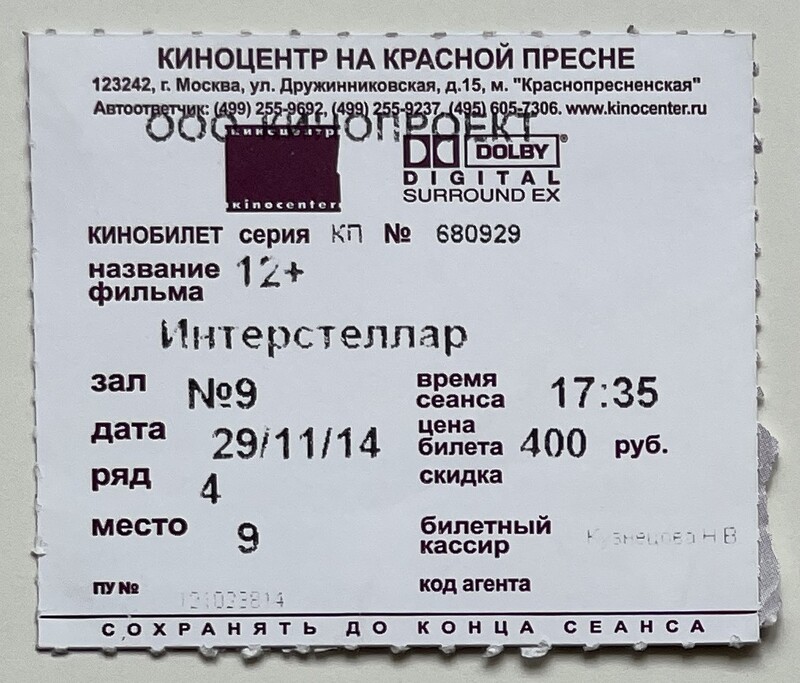 КИНОЦЕНТР НА КРАСНОЙ ПРЕСНЕ
123242, г. Москва, ул. Дружинниковская, д.15, м. "Краснопресненская"
Автоответчик: (499) 255-9692, (499) 255-9237, (495) 605-7306. www.kinocenter.ru
ООО КИНОПРОЕКТ
киноцентр
kinocenter
DOLBY
DIGITAL
SURROUND EX
КИНОБИЛЕТ серия КП № 680929
название фильма 12+
Интерстеллар
зал №9
время сеанса 17:35
дата 29/11/14
цена билета 400 руб.
ряд 4
скидка
место 9
билетный кассир Кузнецова Н В
ПУ №
код агента
СОХРАНЯТЬ ДО КОНЦА СЕАНСА